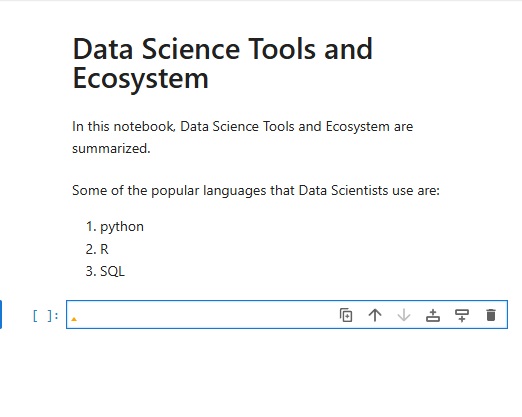 Data Science Tools and
Ecosystem
In this notebook, Data Science Tools and Ecosystem are
summarized.
Some of the popular languages that Data Scientists use are:
1. python
2. R
3. SQL
[ ]: